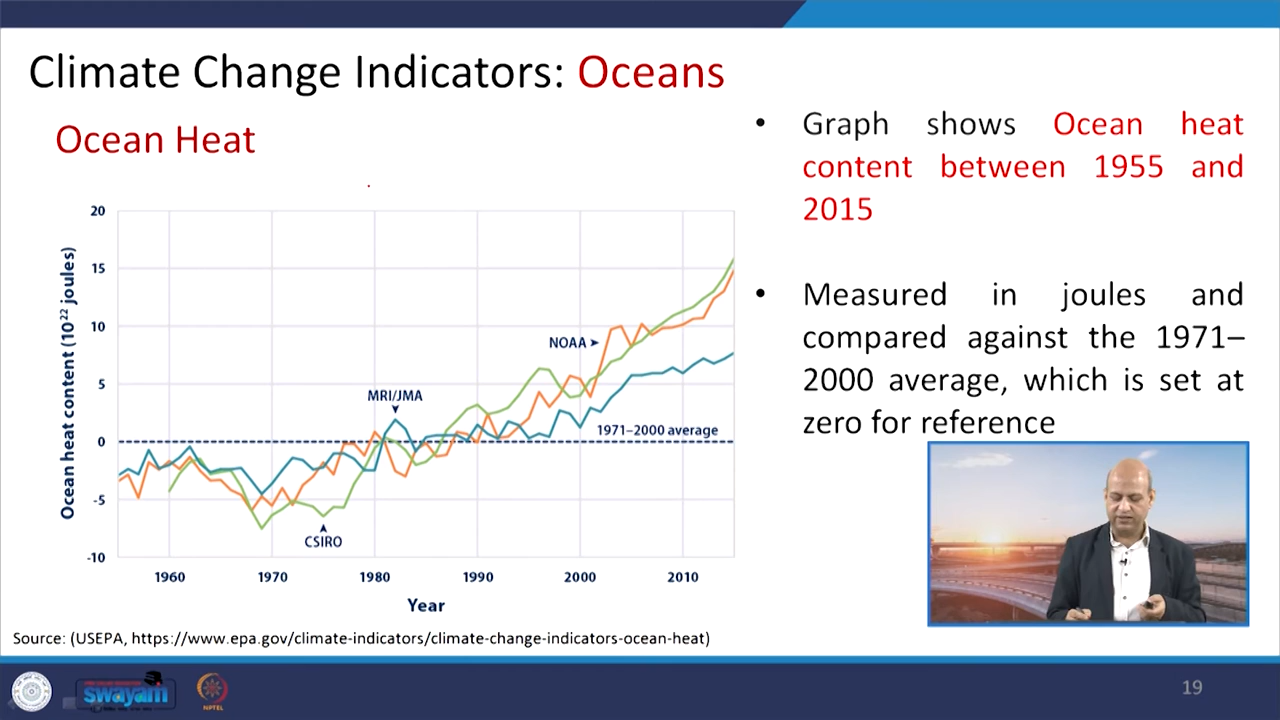 Climate Change Indicators: Oceans
Ocean Heat
20
15
10
5
0
-5
-10
Ocean heat content (10²² joules)
NOAA
MRI/JMA
1971–2000 average
CSIRO
1960 1970 1980 1990 2000 2010
Year
Source: (USEPA, https://www.epa.gov/climate-indicators/climate-change-indicators-ocean-heat)
• Graph shows Ocean heat
content between 1955 and
2015
• Measured in joules and
compared against the 1971–
2000 average, which is set at
zero for reference
swayam
NPTEL
19